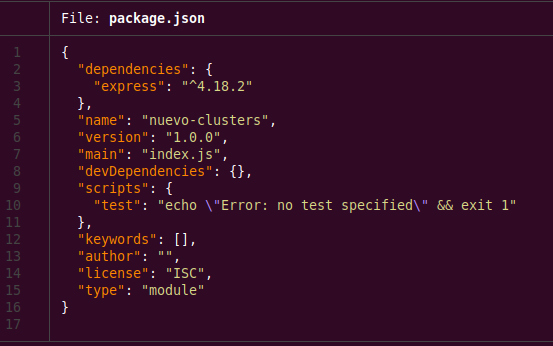 File: package.json
1 {
2   "dependencies": {
3     "express": "^4.18.2"
4   },
5   "name": "nuevo-clusters",
6   "version": "1.0.0",
7   "main": "index.js",
8   "devDependencies": {},
9   "scripts": {
10     "test": "echo \"Error: no test specified\" && exit 1"
11   },
12   "keywords": [],
13   "author": "",
14   "license": "ISC",
15   "type": "module"
16 }
17